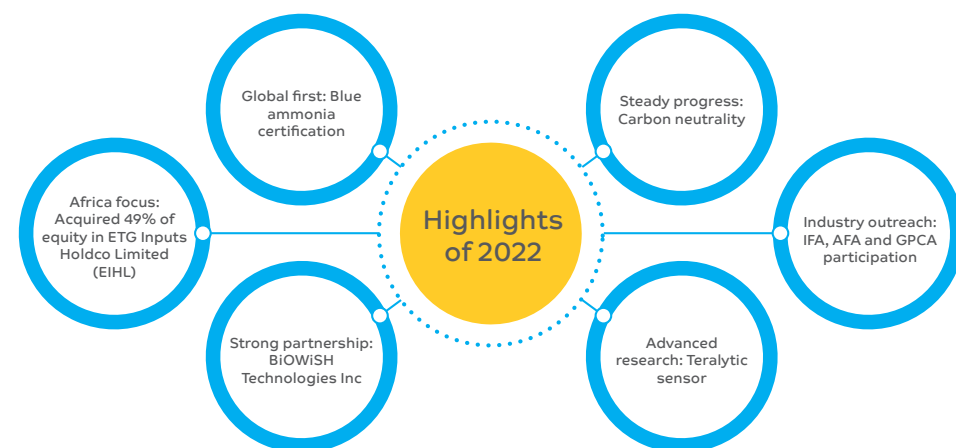 Highlights
of 2022
Global first: Blue
ammonia
certification
Steady progress:
Carbon neutrality
Africa focus:
Acquired 49% of
equity in ETG Inputs
Holdco Limited
(EIHL)
Industry outreach:
IFA, AFA and GPCA
participation
Strong partnership:
BiOWiSH
Technologies Inc
Advanced
research: Teralytic
sensor